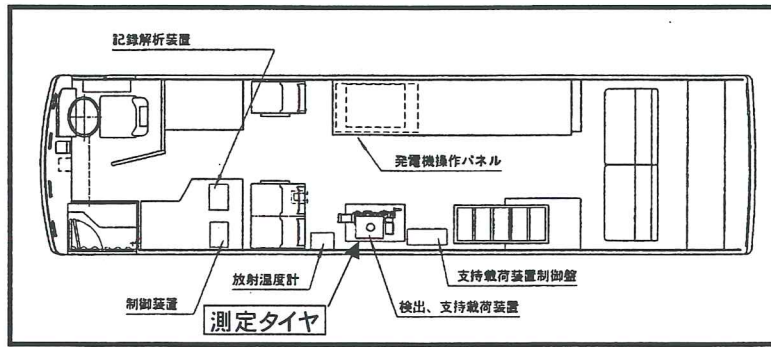 記録解析装置
発電機操作パネル
放射温度計
支持載荷装置制御盤
制御装置
検出、支持載荷装置
測定タイヤ